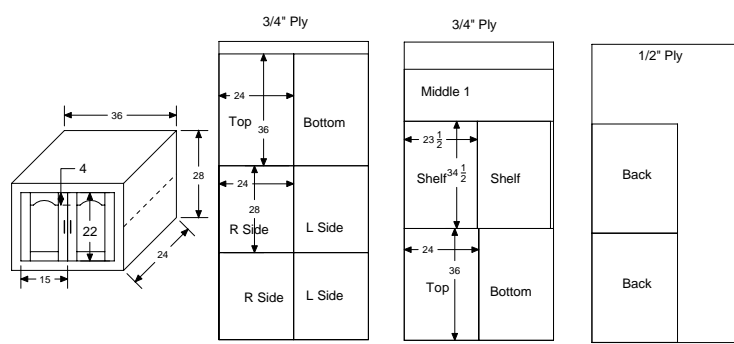 3/4" Ply
3/4" Ply
1/2" Ply
36
4
28
22
24
15
24
Top
36
Bottom
24
28
R Side
L Side
R Side
L Side
Middle 1
23 1/2
Shelf
34 1/2
Shelf
24
36
Top
Bottom
Back
Back